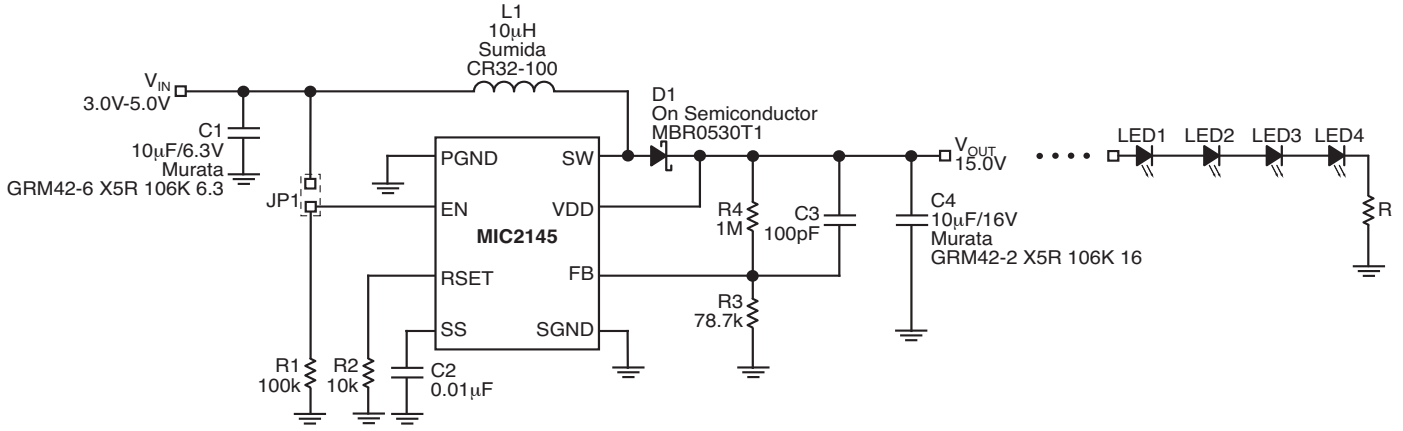 L1
10µH
Sumida
CR32-100
VIN
3.0V-5.0V
C1
10µF/6.3V
Murata
GRM42-6 X5R 106K 6.3
JP1
D1
On Semiconductor
MBR0530T1
PGND
SW
EN
VDD
MIC2145
RSET
FB
SS
SGND
R4
1M
C3
100pF
VOUT
15.0V
C4
10µF/16V
Murata
GRM42-2 X5R 106K 16
LED1
LED2
LED3
LED4
R
R3
78.7k
R1
100k
R2
10k
C2
0.01µF